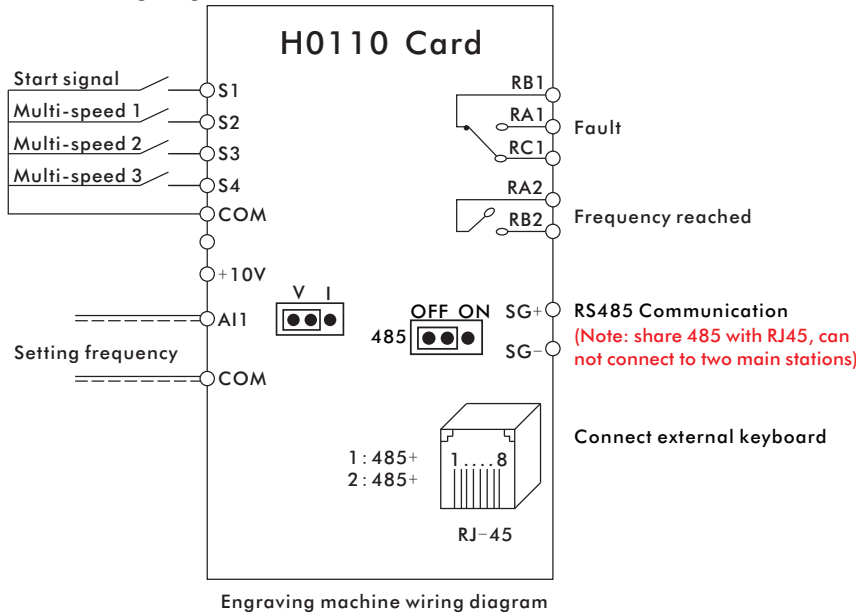 H0110 Card
Start signal
S1
Multi-speed 1
S2
Multi-speed 2
S3
Multi-speed 3
S4
COM
+10V
V I
AI1
Setting frequency
COM
RB1
RA1
Fault
RC1
RA2
Frequency reached
RB2
OFF ON
485
SG+
RS485 Communication
(Note: share 485 with RJ45, can
not connect to two main stations)
SG-
Connect external keyboard
1:485+
2:485+
1....8
RJ-45
Engraving machine wiring diagram